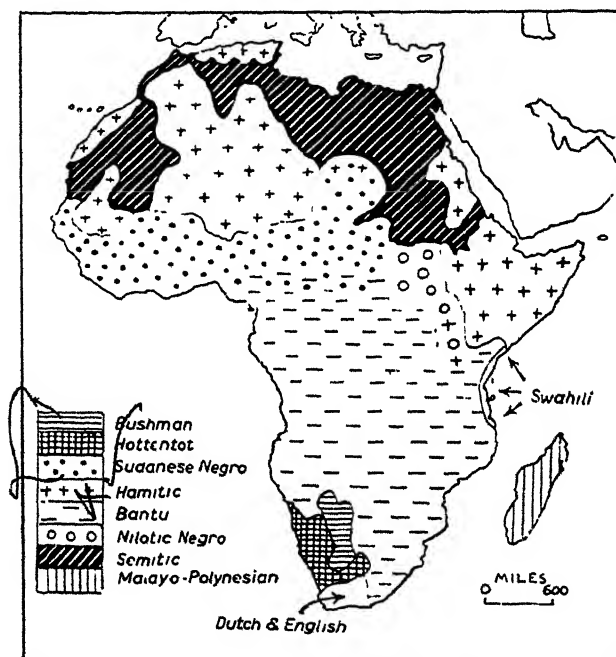 Bushman
Hottentot
Sudanese Negro
Hamitic
Bantu
Nilotic Negro
Semitic
Malayo-Polynesian
Swahili
MILES
0 600
Dutch & English